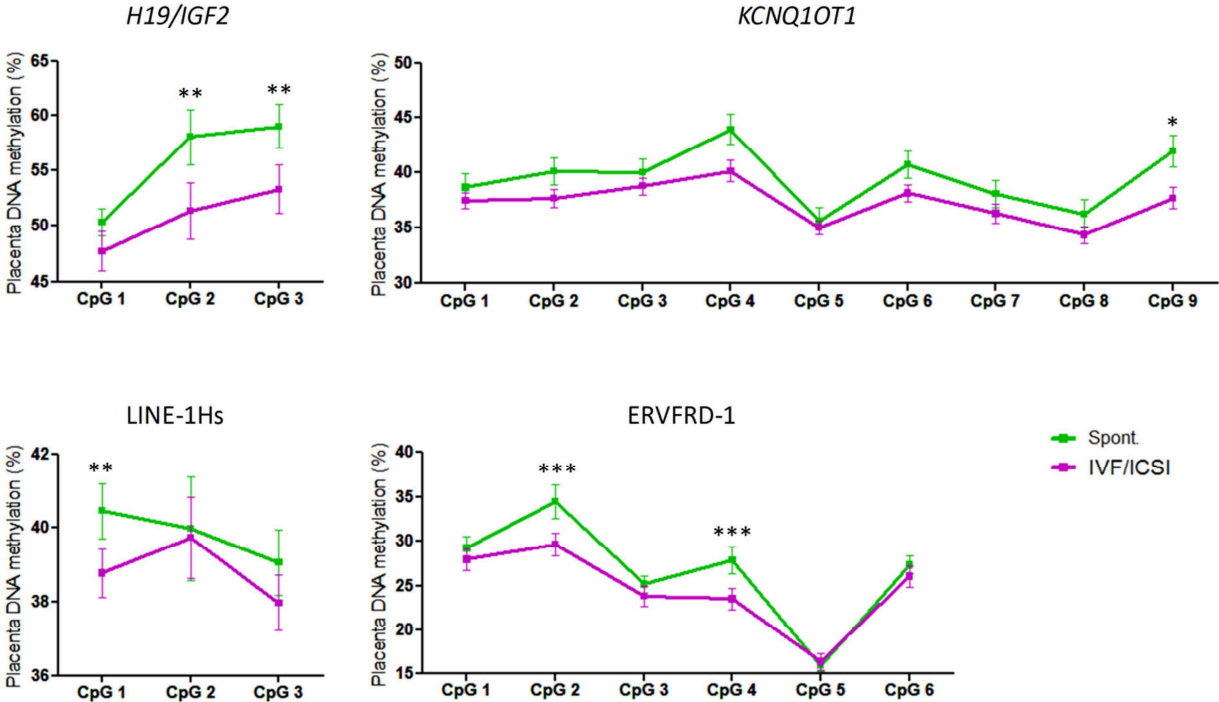 H19/IGF2
Placenta DNA methylation (%)
65
60
55
50
45
** **
CpG 1 CpG 2 CpG 3
KCNQ1OT1
Placenta DNA methylation (%)
50
45
40
35
30
*
CpG 1 CpG 2 CpG 3 CpG 4 CpG 5 CpG 6 CpG 7 CpG 8 CpG 9
LINE-1Hs
Placenta DNA methylation (%)
42
40
38
36
**
CpG 1 CpG 2 CpG 3
ERVFRD-1
Placenta DNA methylation (%)
40
35
30
25
20
15
*** ***
CpG 1 CpG 2 CpG 3 CpG 4 CpG 5 CpG 6
Spont.
IVF/ICSI